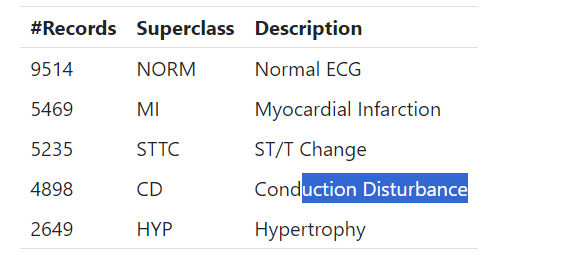 #Records Superclass Description
9514 NORM Normal ECG
5469 MI Myocardial Infarction
5235 STTC ST/T Change
4898 CD Conduction Disturbance
2649 HYP Hypertrophy